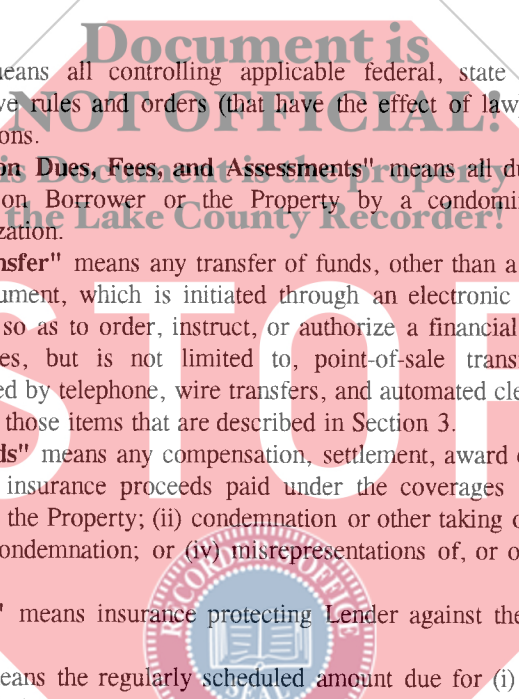 Document is
eans all controlling applicable federal, state
ve rules and orders (that have the effect of law
NOT OFFICIAL!
ons.
on Dues, Fees, and Assessments" means all du
is Document is the property
on Borrower or the Property by a condomin
the Lake County Recorder!
zation.
nsfer" means any transfer of funds, other than a
ument, which is initiated through an electronic
so as to order, instruct, or authorize a financial
es, but is not limited to, point-of-sale trans
ed by telephone, wire transfers, and automated cle
STOP
those items that are described in Section 3.
ds" means any compensation, settlement, award o
insurance proceeds paid under the coverages
the Property; (ii) condemnation or other taking o
ondemnation; or (iv) misrepresentations of, or o
RECORDER'S OFFICE
" means insurance protecting Lender against the
eans the regularly scheduled amount due for (i)
SEAL